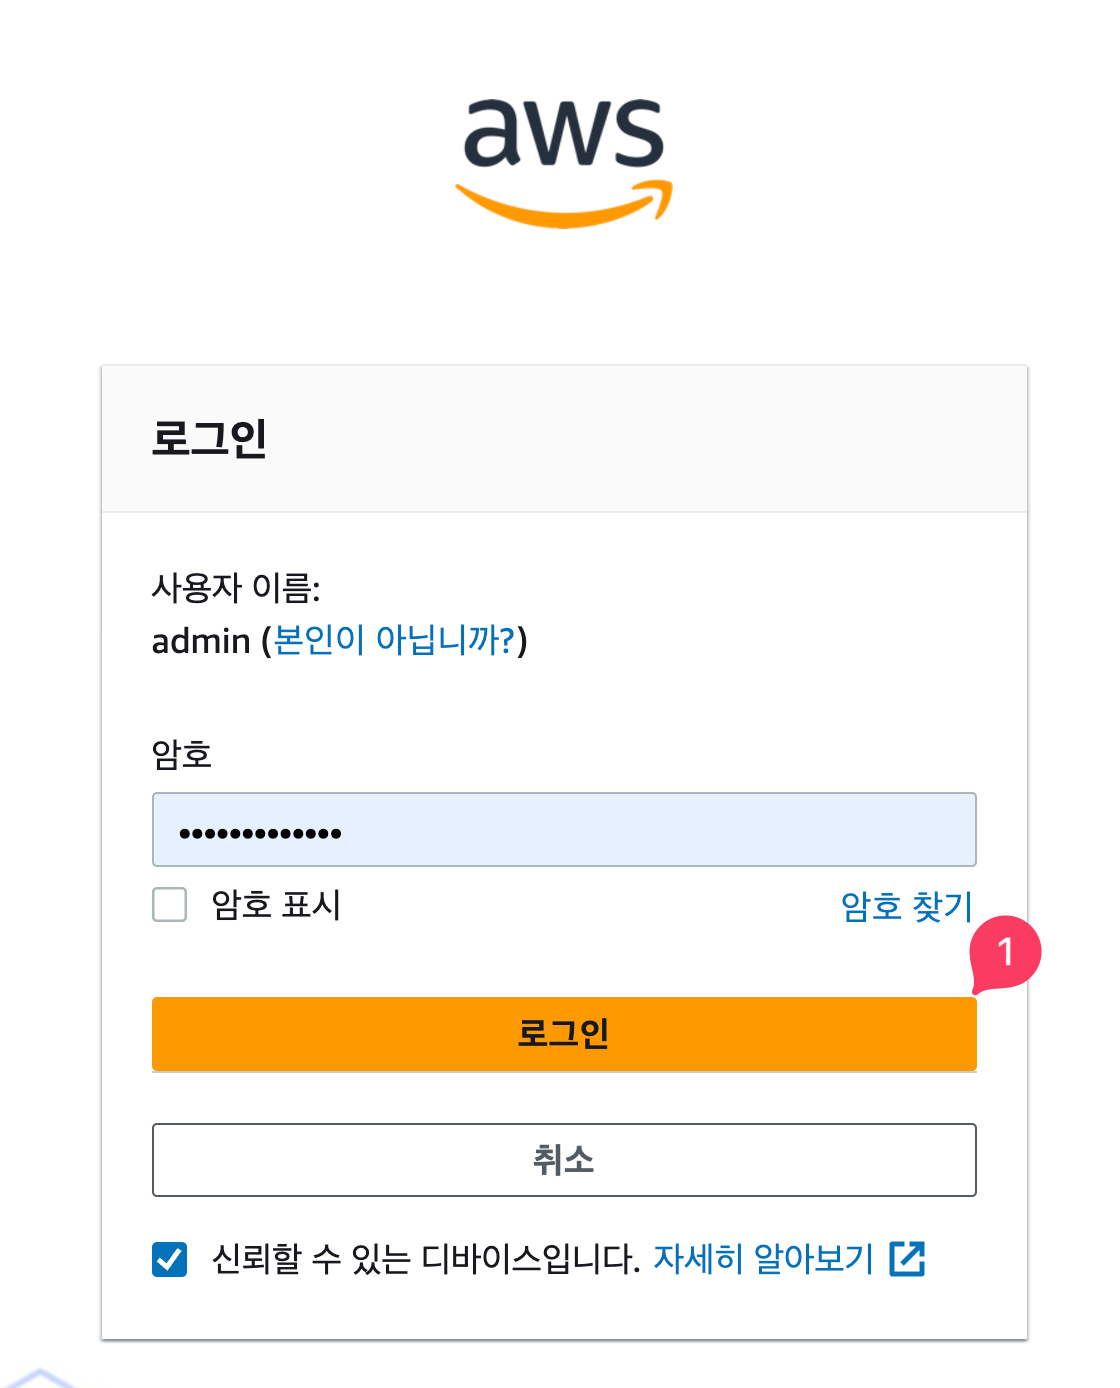 aws
로그인
사용자 이름:
admin (본인이 아닙니까?)
암호
•••••••••••••
암호 표시
암호 찾기
1
로그인
취소
신뢰할 수 있는 디바이스입니다. 자세히 알아보기